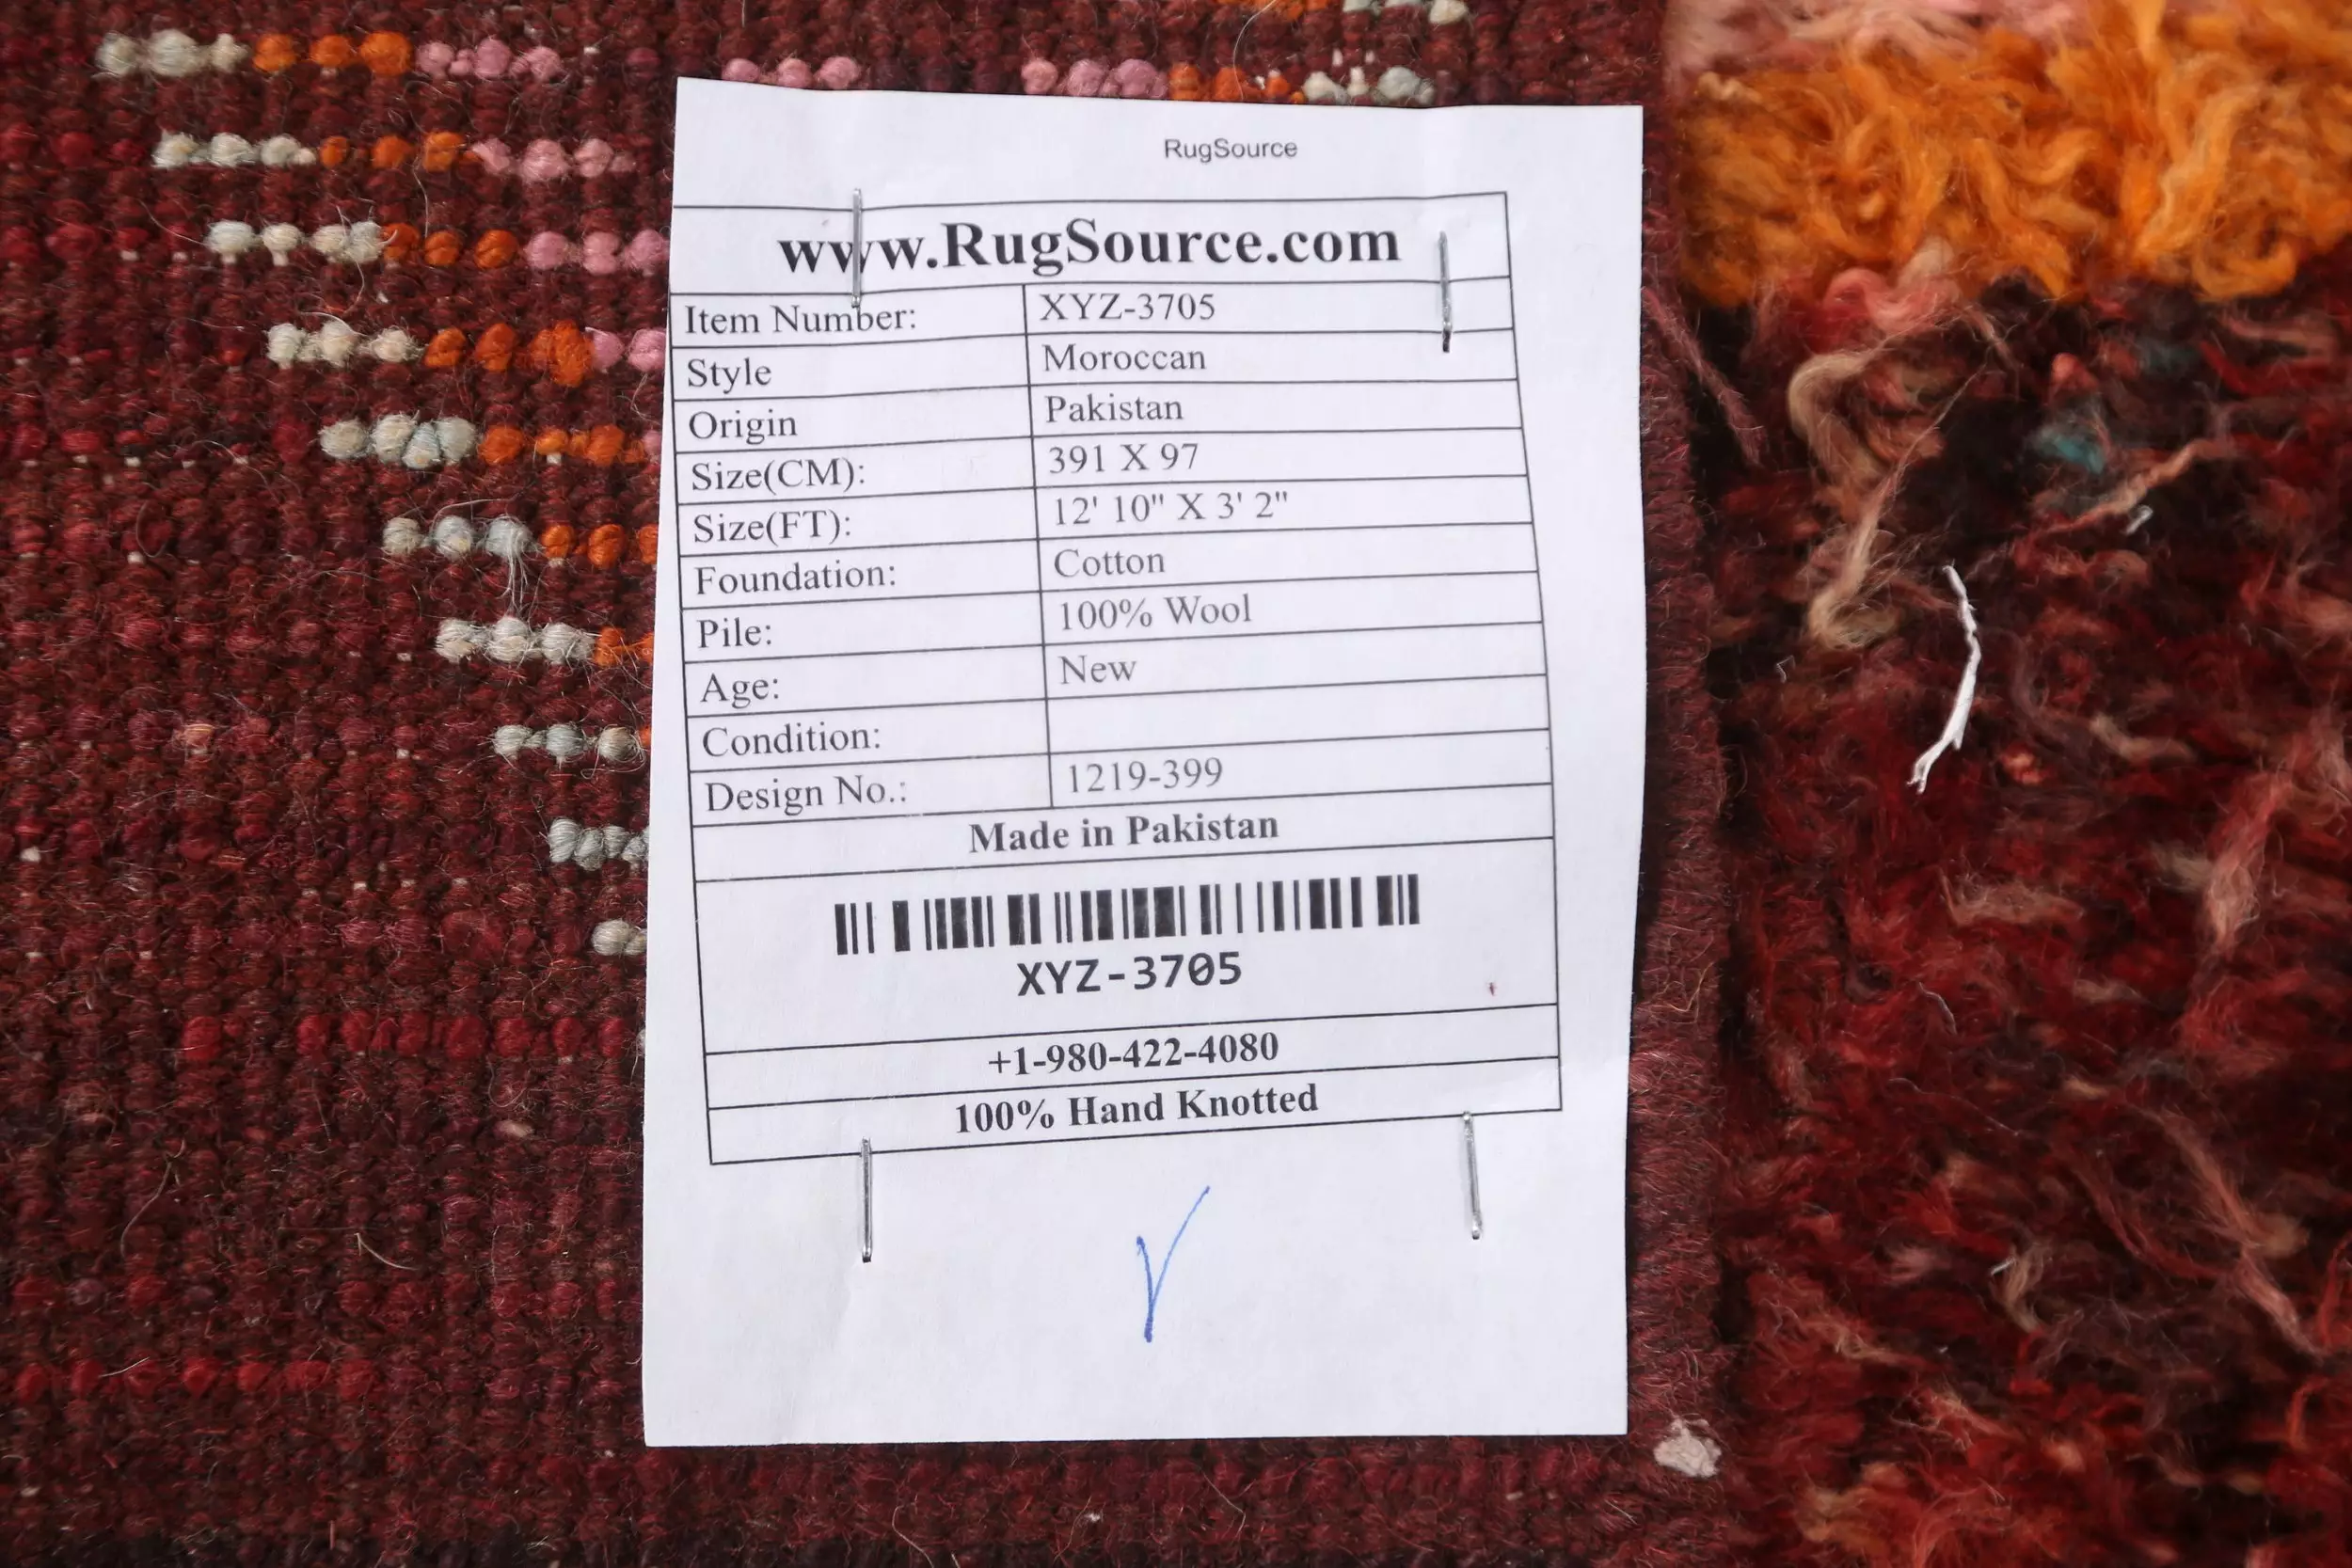 RugSource
www.RugSource.com
Item Number: XYZ-3705
Style Moroccan
Origin Pakistan
Size(CM): 391 X 97
Size(FT): 12' 10" X 3' 2"
Foundation: Cotton
Pile: 100% Wool
Age: New
Condition:
Design No.: 1219-399
Made in Pakistan
XYZ-3705
+1-980-422-4080
100% Hand Knotted